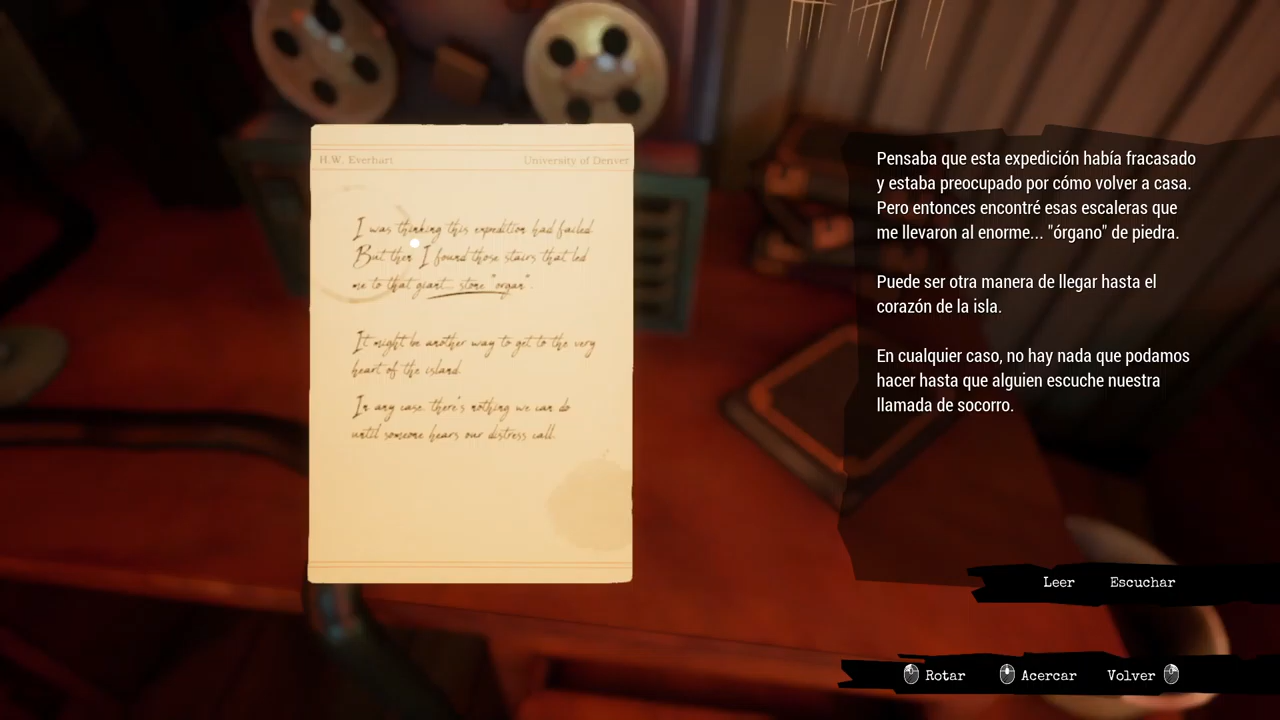 H.W. Everhart
University of Denver
I was thinking this expedition had failed.
But then I found those stairs that led
me to that giant... stone "organ".
It might be another way to get to the very
heart of the island.
In any case, there's nothing we can do
until someone hears our distress call.
Pensaba que esta expedición había fracasado
y estaba preocupado por cómo volver a casa.
Pero entonces encontré esas escaleras que
me llevaron al enorme... "órgano" de piedra.
Puede ser otra manera de llegar hasta el
corazón de la isla.
En cualquier caso, no hay nada que podamos
hacer hasta que alguien escuche nuestra
llamada de socorro.
Leer
Escuchar
Rotar
Acercar
Volver